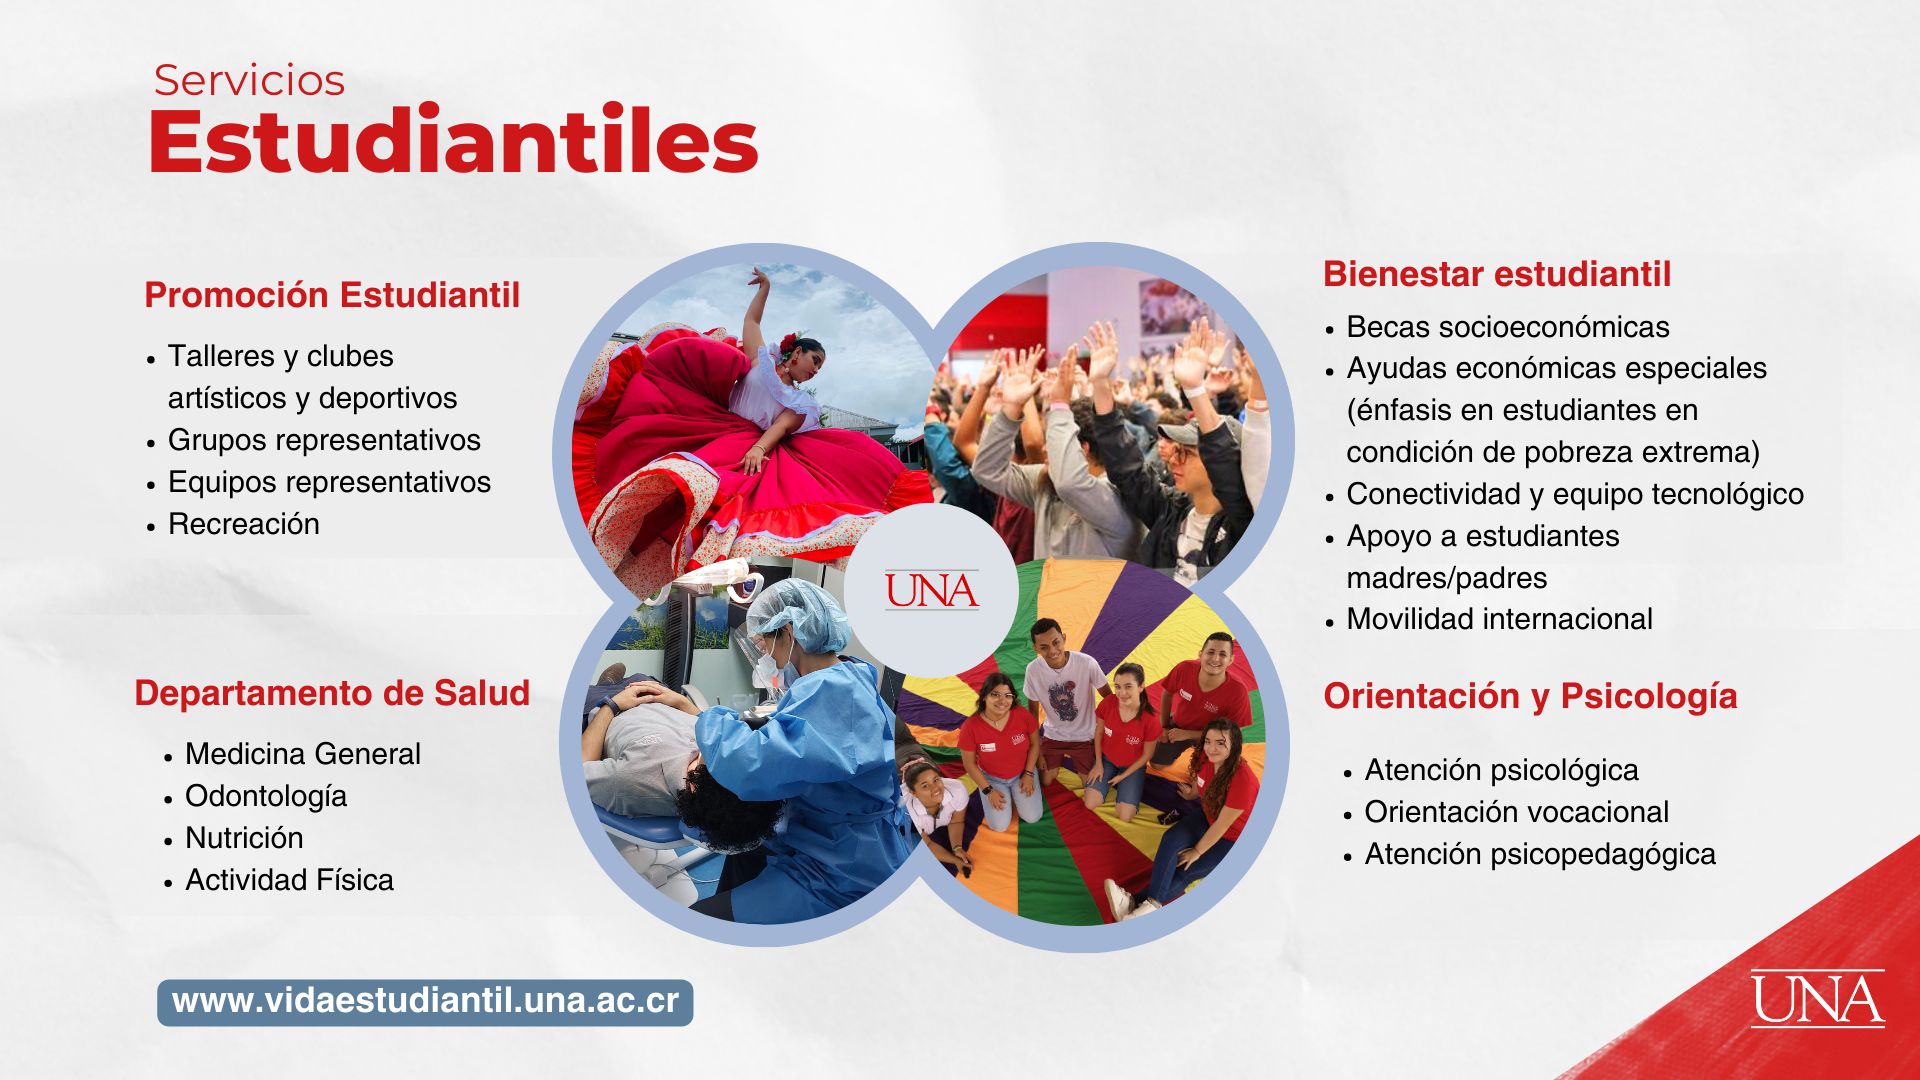 Servicios
Estudiantiles
Promoción Estudiantil
Talleres y clubes
artísticos y deportivos
Grupos representativos
Equipos representativos
Recreación
Departamento de Salud
Medicina General
Odontología
Nutrición
Actividad Física
UNA
Bienestar estudiantil
Becas socioeconómicas
Ayudas económicas especiales
(énfasis en estudiantes en
condición de pobreza extrema)
Conectividad y equipo tecnológico
Apoyo a estudiantes
madres/padres
Movilidad internacional
Orientación y Psicología
Atención psicológica
Orientación vocacional
Atención psicopedagógica
www.vidaestudiantil.una.ac.cr
UNA